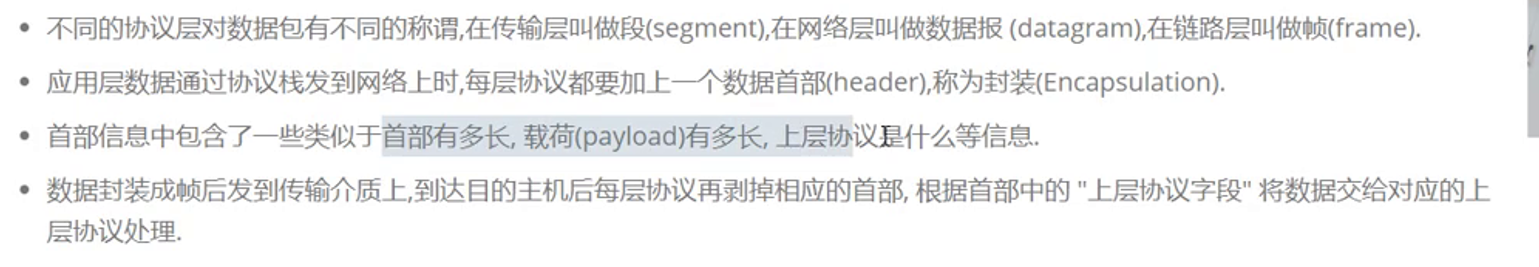 不同的协议层对数据包有不同的称谓,在传输层叫做段(segment),在网络层叫做数据报 (datagram),在链路层叫做帧(frame).
应用层数据通过协议栈发到网络上时,每层协议都要加上一个数据首部(header),称为封装(Encapsulation).
首部信息中包含了一些类似于首部有多长, 载荷(payload)有多长, 上层协议是什么等信息.
数据封装成帧后发到传输介质上,到达目的主机后每层协议再剥掉相应的首部, 根据首部中的 "上层协议字段" 将数据交给对应的上
层协议处理.